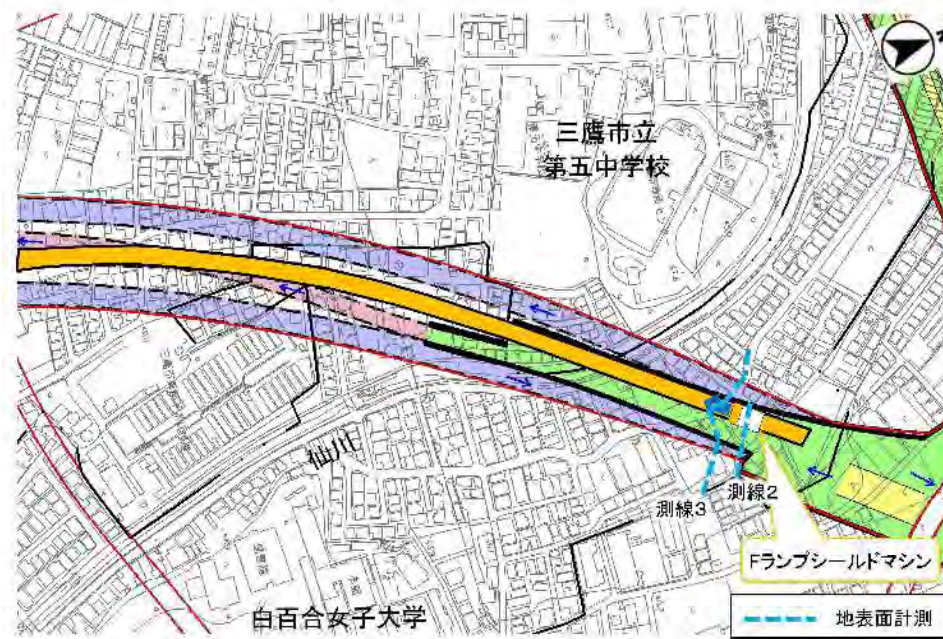 三鷹市立
第五中学校
仙川
測線3
測線2
Fランプシールドマシン
白百合女子大学
地表面計測